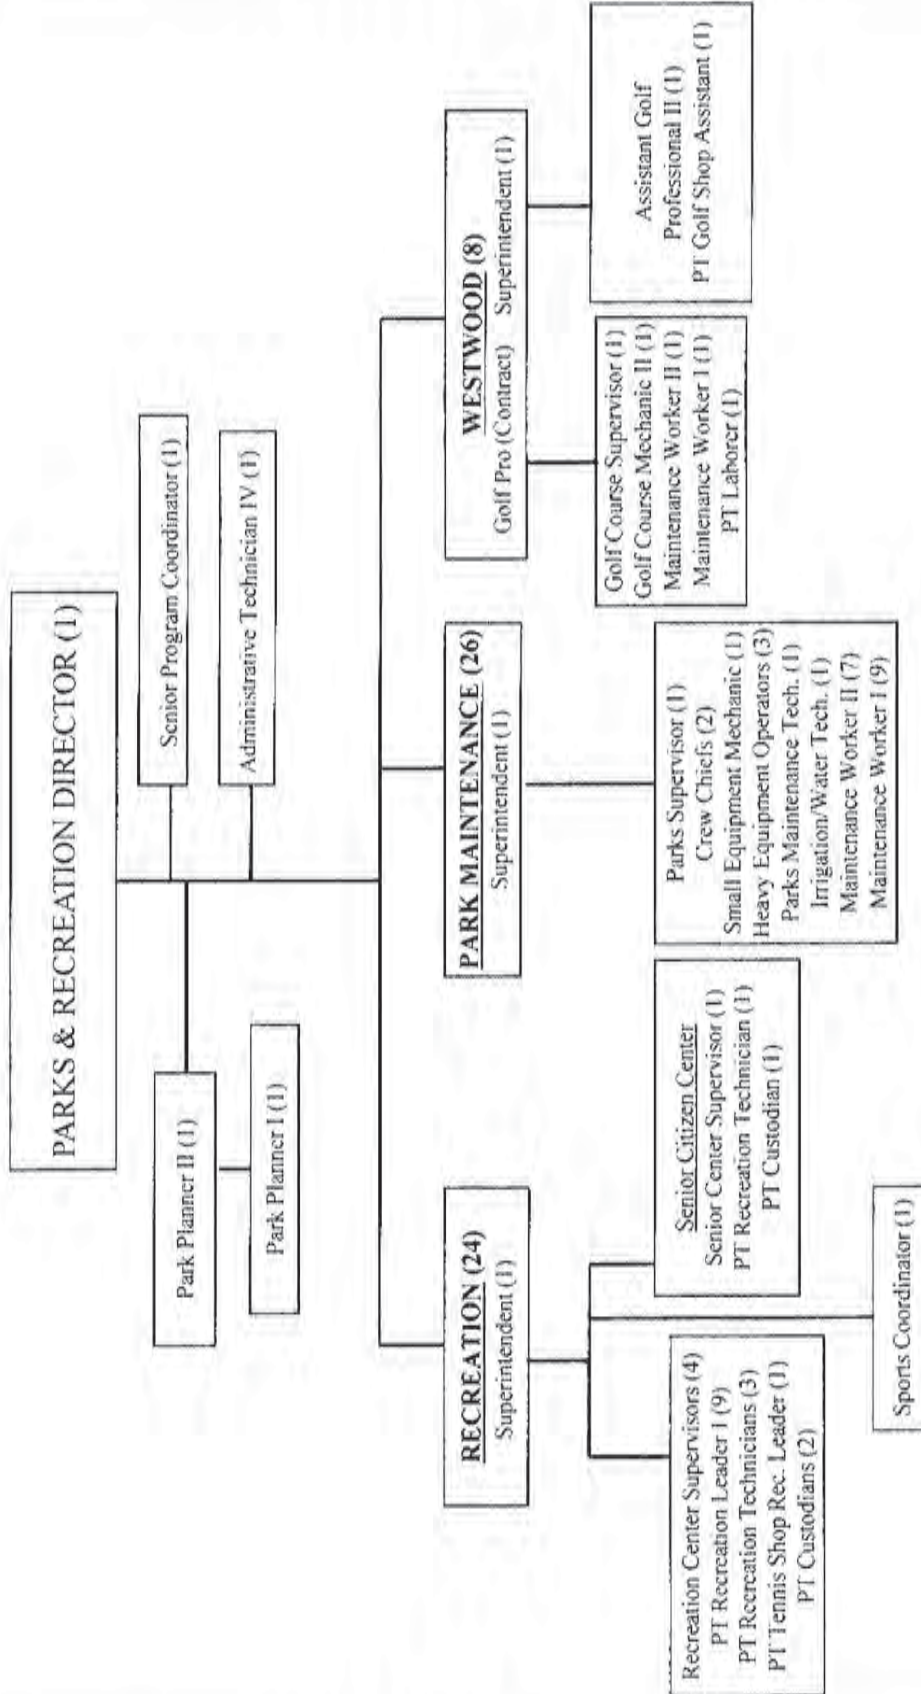 PARKS & RECREATION DIRECTOR (1)
Senior Program Coordinator (1)
Administrative Technician IV (1)
Park Planner II (1)
Park Planner I (1)
RECREATION (24)
Superintendent (1)
PARK MAINTENANCE (26)
Superintendent (1)
WESTWOOD (8)
Golf Pro (Contract) Superintendent (1)
Recreation Center Supervisors (4)
PT Recreation Leader I (9)
PT Recreation Technicians (3)
PT Tennis Shop Rec. Leader (1)
PT Custodians (2)
Senior Citizen Center
Senior Center Supervisor (1)
PT Recreation Technician (1)
PT Custodian (1)
Sports Coordinator (1)
Parks Supervisor (1)
Crew Chiefs (2)
Small Equipment Mechanic (1)
Heavy Equipment Operators (3)
Parks Maintenance Tech. (1)
Irrigation/Water Tech. (1)
Maintenance Worker II (7)
Maintenance Worker I (9)
Golf Course Supervisor (1)
Golf Course Mechanic II (1)
Maintenance Worker II (1)
Maintenance Worker I (1)
PT Laborer (1)
Assistant Golf
Professional II (1)
PT Golf Shop Assistant (1)